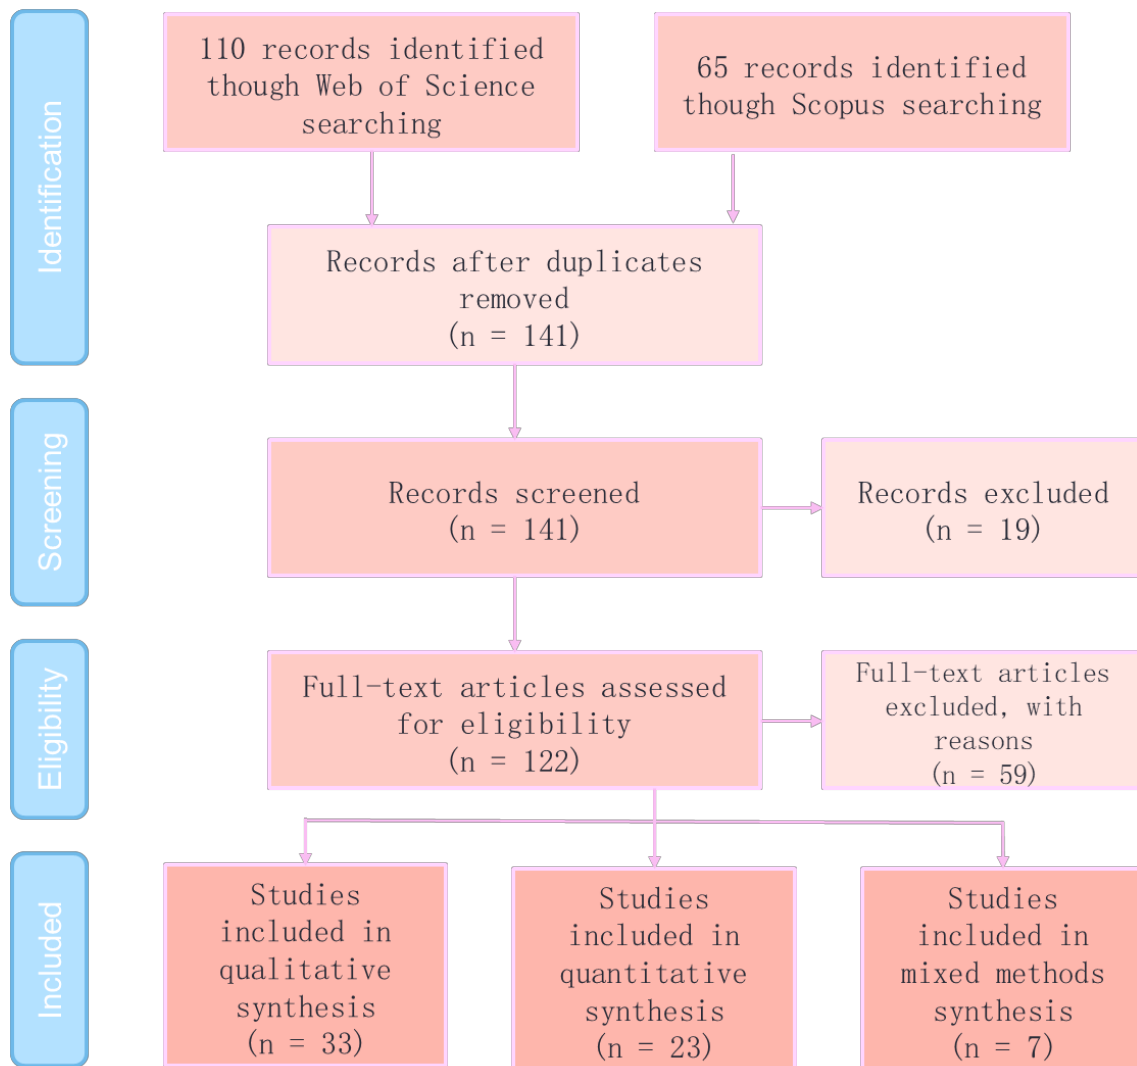 Identification
110 records identified
though Web of Science
searching
65 records identified
though Scopus searching
Records after duplicates
removed
(n = 141)
Screening
Records screened
(n = 141)
Records excluded
(n = 19)
Eligibility
Full-text articles assessed
for eligibility
(n = 122)
Full-text articles
excluded, with
reasons
(n = 59)
Included
Studies
included in
qualitative
synthesis
(n = 33)
Studies
included in
quantitative
synthesis
(n = 23)
Studies
included in
mixed methods
synthesis
(n = 7)